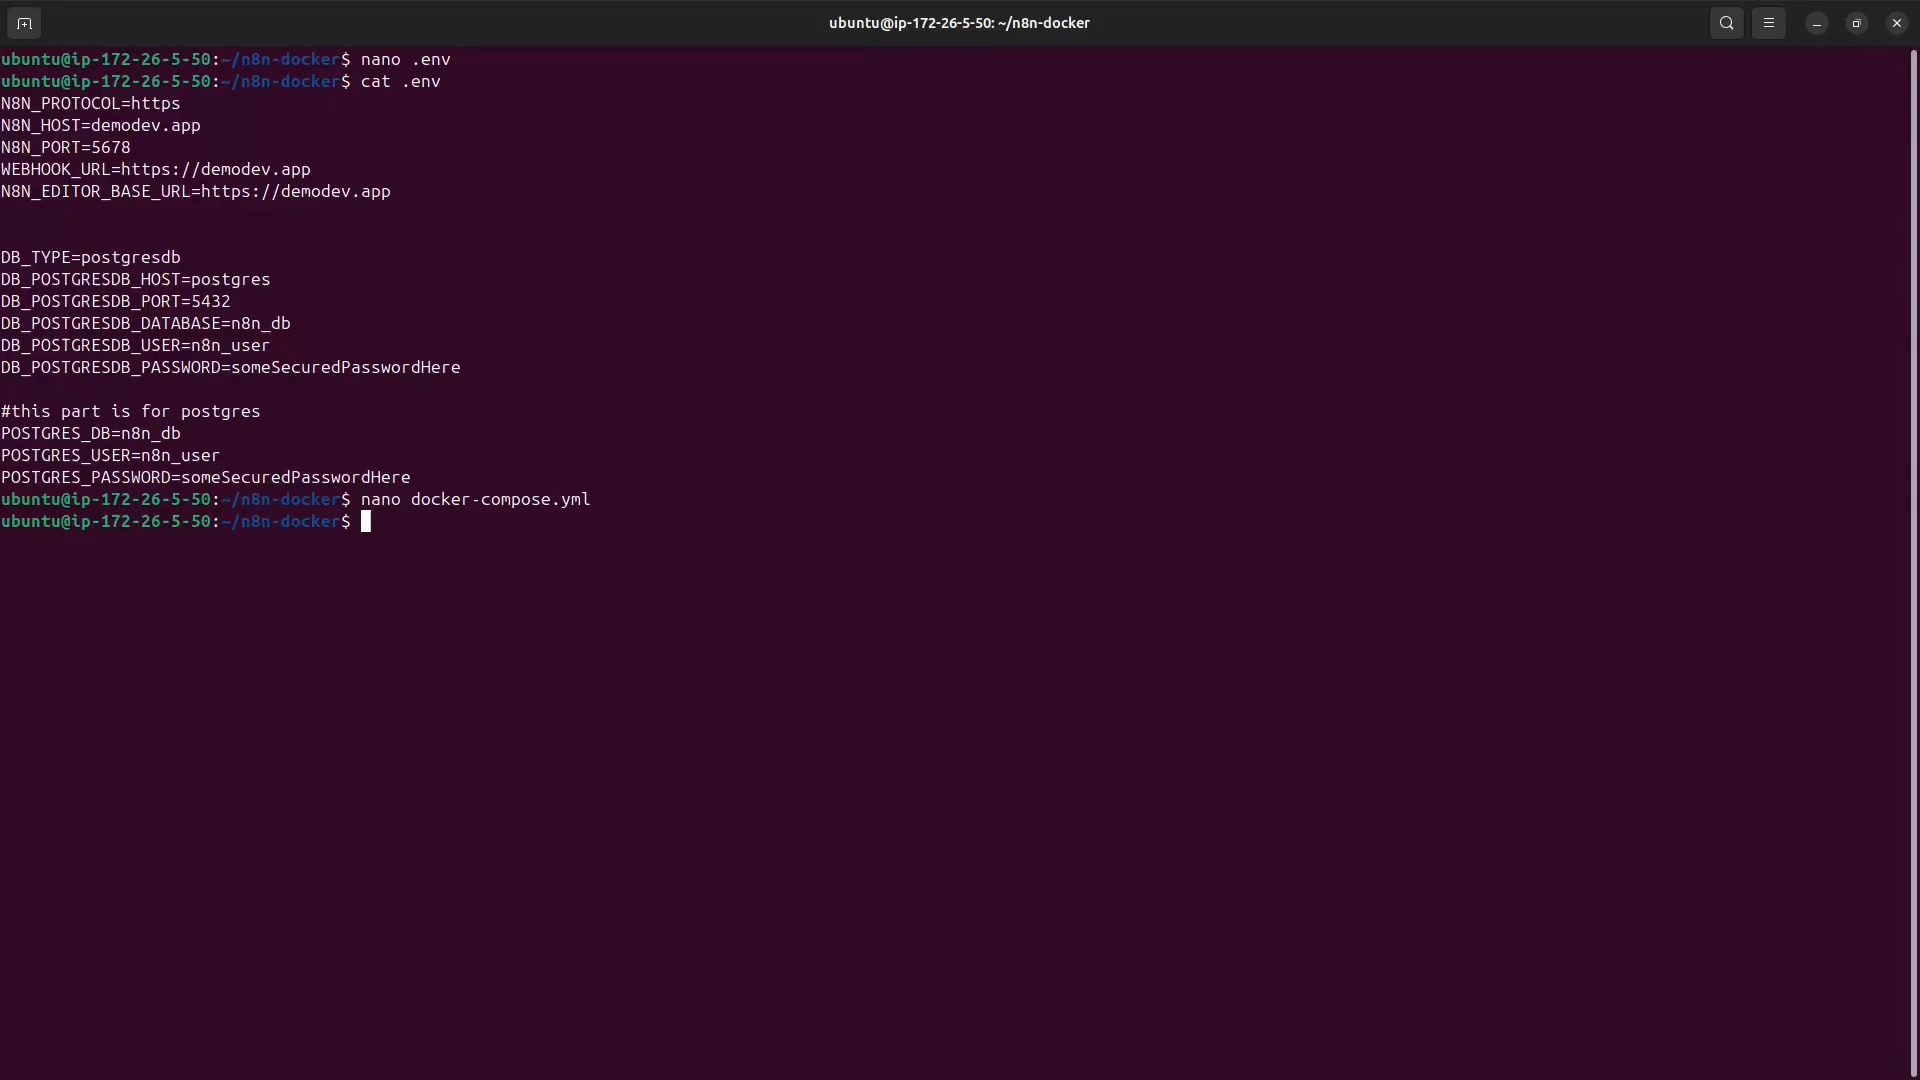 ubuntu@ip-172-26-5-50: ~/n8n-docker
ubuntu@ip-172-26-5-50:~/n8n-docker$ nano .env
ubuntu@ip-172-26-5-50:~/n8n-docker$ cat .env
N8N_PROTOCOL=https
N8N_HOST=demodev.app
N8N_PORT=5678
WEBHOOK_URL=https://demodev.app
N8N_EDITOR_BASE_URL=https://demodev.app
DB_TYPE=postgresdb
DB_POSTGRESDB_HOST=postgres
DB_POSTGRESDB_PORT=5432
DB_POSTGRESDB_DATABASE=n8n_db
DB_POSTGRESDB_USER=n8n_user
DB_POSTGRESDB_PASSWORD=someSecuredPasswordHere
#this part is for postgres
POSTGRES_DB=n8n_db
POSTGRES_USER=n8n_user
POSTGRES_PASSWORD=someSecuredPasswordHere
ubuntu@ip-172-26-5-50:~/n8n-docker$ nano docker-compose.yml
ubuntu@ip-172-26-5-50:~/n8n-docker$